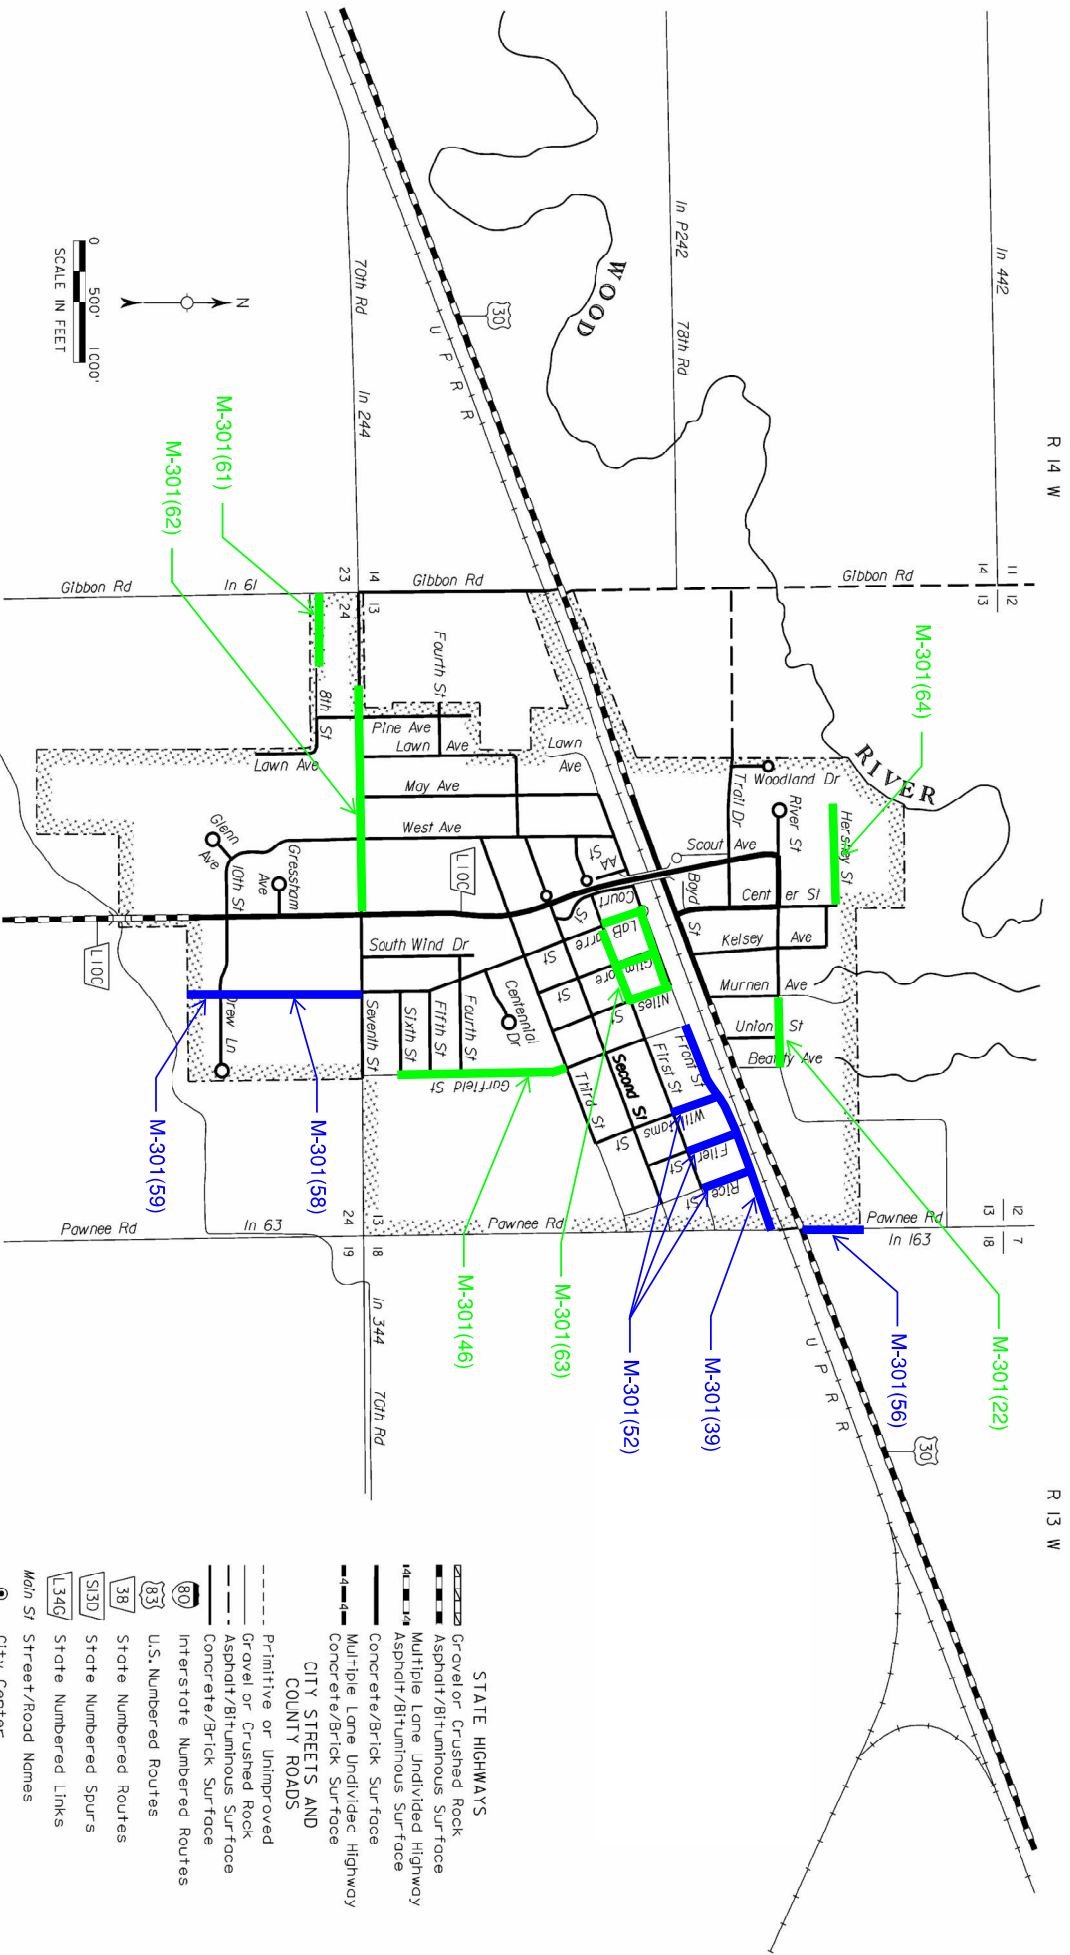 R 14 W
R 13 W
In 442
In P242
78th Rd
WOOD
RIVER
30
U P R R
70th Rd
In 244
N
0 500' 1000'
SCALE IN FEET
M-301(61)
M-301(62)
M-301(64)
Gibbon Rd
In 61
Gibbon Rd
Gibbon Rd
23
14
24
13
14
11
13
12
8th St
Lawn Ave
Pine Ave
Fourth St
Lawn Ave
Lawn Ave
May Ave
West Ave
Glenn Ave
10th St
Gressham Ave
L10C
L10C
AA St
Scout Ave
Trail Dr
Woodland Dr
River St
Hershey St
Center St
Boyd St
Kelsey Ave
Murnen Ave
Union St
Beatty Ave
Court St
LaBarre St
Gilmore St
Niles St
South Wind Dr
Drew Ln
Seventh St
Sixth St
Fifth St
Fourth St
Centennial Dr
Garfield St
Third St
Second St
First St
Front St
Williams St
Filer St
Rice St
Pawnee Rd
In 63
Pawnee Rd
Pawnee Rd
In 163
24
13
19
18
13
12
18
7
M-301(59)
M-301(58)
M-301(46)
M-301(63)
M-301(52)
M-301(39)
M-301(56)
M-301(22)
In 344
70th Rd
U P R R
30
STATE HIGHWAYS
Gravel or Crushed Rock
Asphalt/Bituminous Surface
4 4 Multiple Lane Undivided Highway
Asphalt/Bituminous Surface
Concrete/Brick Surface
4 4 Multiple Lane Undivided Highway
Concrete/Brick Surface
CITY STREETS AND
COUNTY ROADS
Primitive or Unimproved
Gravel or Crushed Rock
Asphalt/Bituminous Surface
Concrete/Brick Surface
80 Interstate Numbered Routes
83 U.S. Numbered Routes
38 State Numbered Routes
S13D State Numbered Spurs
L34G State Numbered Links
Main St Street/Road Names
City Center